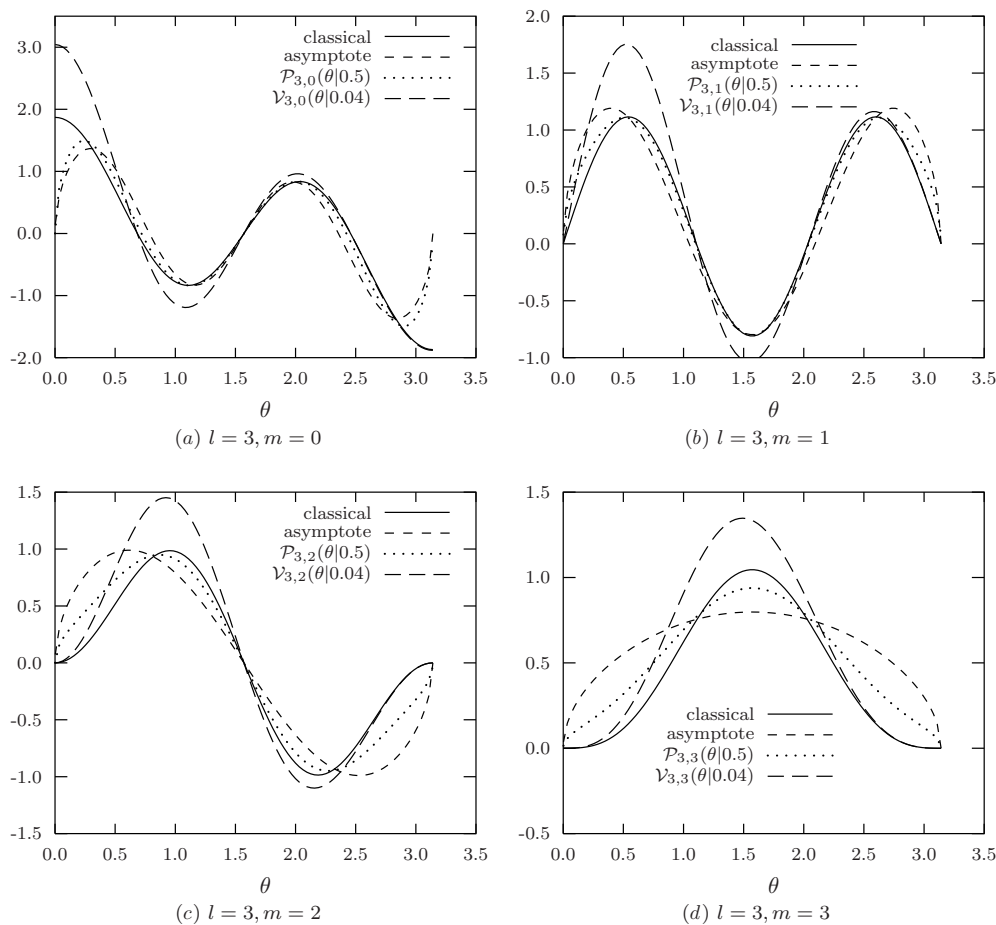 3.0
2.0
1.0
0.0
-1.0
-2.0
0.0 0.5 1.0 1.5 2.0 2.5 3.0 3.5
θ
classical
asymptote
𝒫₃,₀(θ|0.5)
𝒱₃,₀(θ|0.04)
(a) l = 3, m = 0
2.0
1.5
1.0
0.5
0.0
-0.5
-1.0
0.0 0.5 1.0 1.5 2.0 2.5 3.0 3.5
θ
classical
asymptote
𝒫₃,₁(θ|0.5)
𝒱₃,₁(θ|0.04)
(b) l = 3, m = 1
1.5
1.0
0.5
0.0
-0.5
-1.0
-1.5
0.0 0.5 1.0 1.5 2.0 2.5 3.0 3.5
θ
classical
asymptote
𝒫₃,₂(θ|0.5)
𝒱₃,₂(θ|0.04)
(c) l = 3, m = 2
1.5
1.0
0.5
0.0
-0.5
0.0 0.5 1.0 1.5 2.0 2.5 3.0 3.5
θ
classical
asymptote
𝒫₃,₃(θ|0.5)
𝒱₃,₃(θ|0.04)
(d) l = 3, m = 3